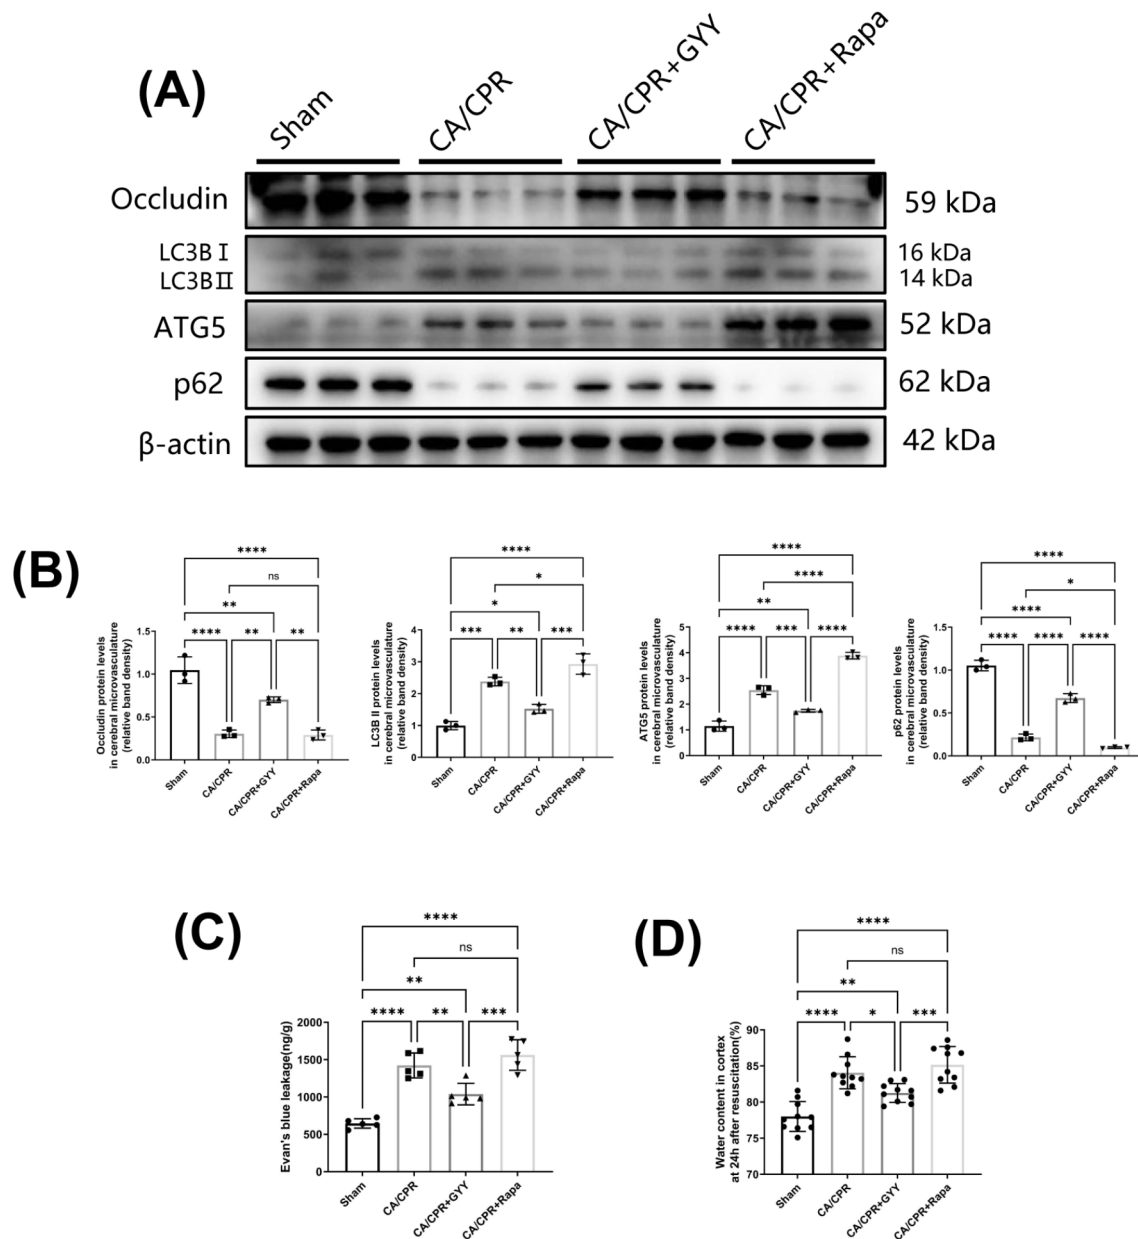 (A)
Sham
CA/CPR
CA/CPR+GYY
CA/CPR+Rapa
Occludin
59 kDa
LC3B I
16 kDa
LC3B II
14 kDa
ATG5
52 kDa
p62
62 kDa
β-actin
42 kDa
(B)
****
ns
**
**** ** **
Occludin protein levels
in cerebral microvasculature
(relative band density)
1.5
1.0
0.5
0.0
Sham
CA/CPR
CA/CPR+GYY
CA/CPR+Rapa
****
*
*
*** ** ***
LC3B II protein levels
in cerebral microvasculature
(relative band density)
4
3
2
1
0
Sham
CA/CPR
CA/CPR+GYY
CA/CPR+Rapa
****
****
**
**** *** ****
ATG5 protein levels
in cerebral microvasculature
(relative band density)
5
4
3
2
1
0
Sham
CA/CPR
CA/CPR+GYY
CA/CPR+Rapa
****
*
****
**** **** ****
p62 protein levels
in cerebral microvasculature
(relative band density)
1.5
1.0
0.5
0.0
Sham
CA/CPR
CA/CPR+GYY
CA/CPR+Rapa
(C)
****
ns
**
**** ** ***
Evan's blue leakage(ng/g)
2000
1500
1000
500
0
Sham
CA/CPR
CA/CPR+GYY
CA/CPR+Rapa
(D)
****
ns
**
**** * ***
Water content in cortex
at 24h after resuscitation(%)
90
85
80
75
70
Sham
CA/CPR
CA/CPR+GYY
CA/CPR+Rapa